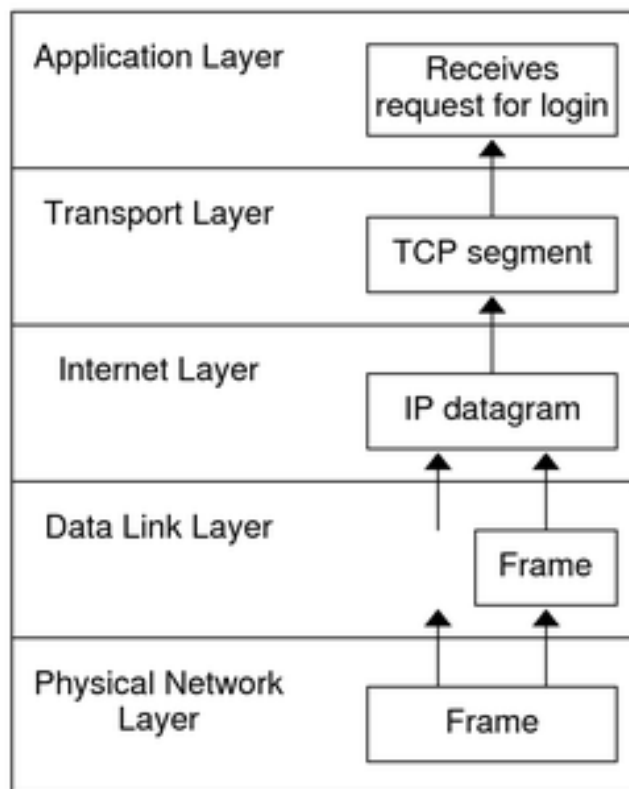 Application Layer
Receives
request for login
Transport Layer
TCP segment
Internet Layer
IP datagram
Data Link Layer
Frame
Physical Network
Layer
Frame